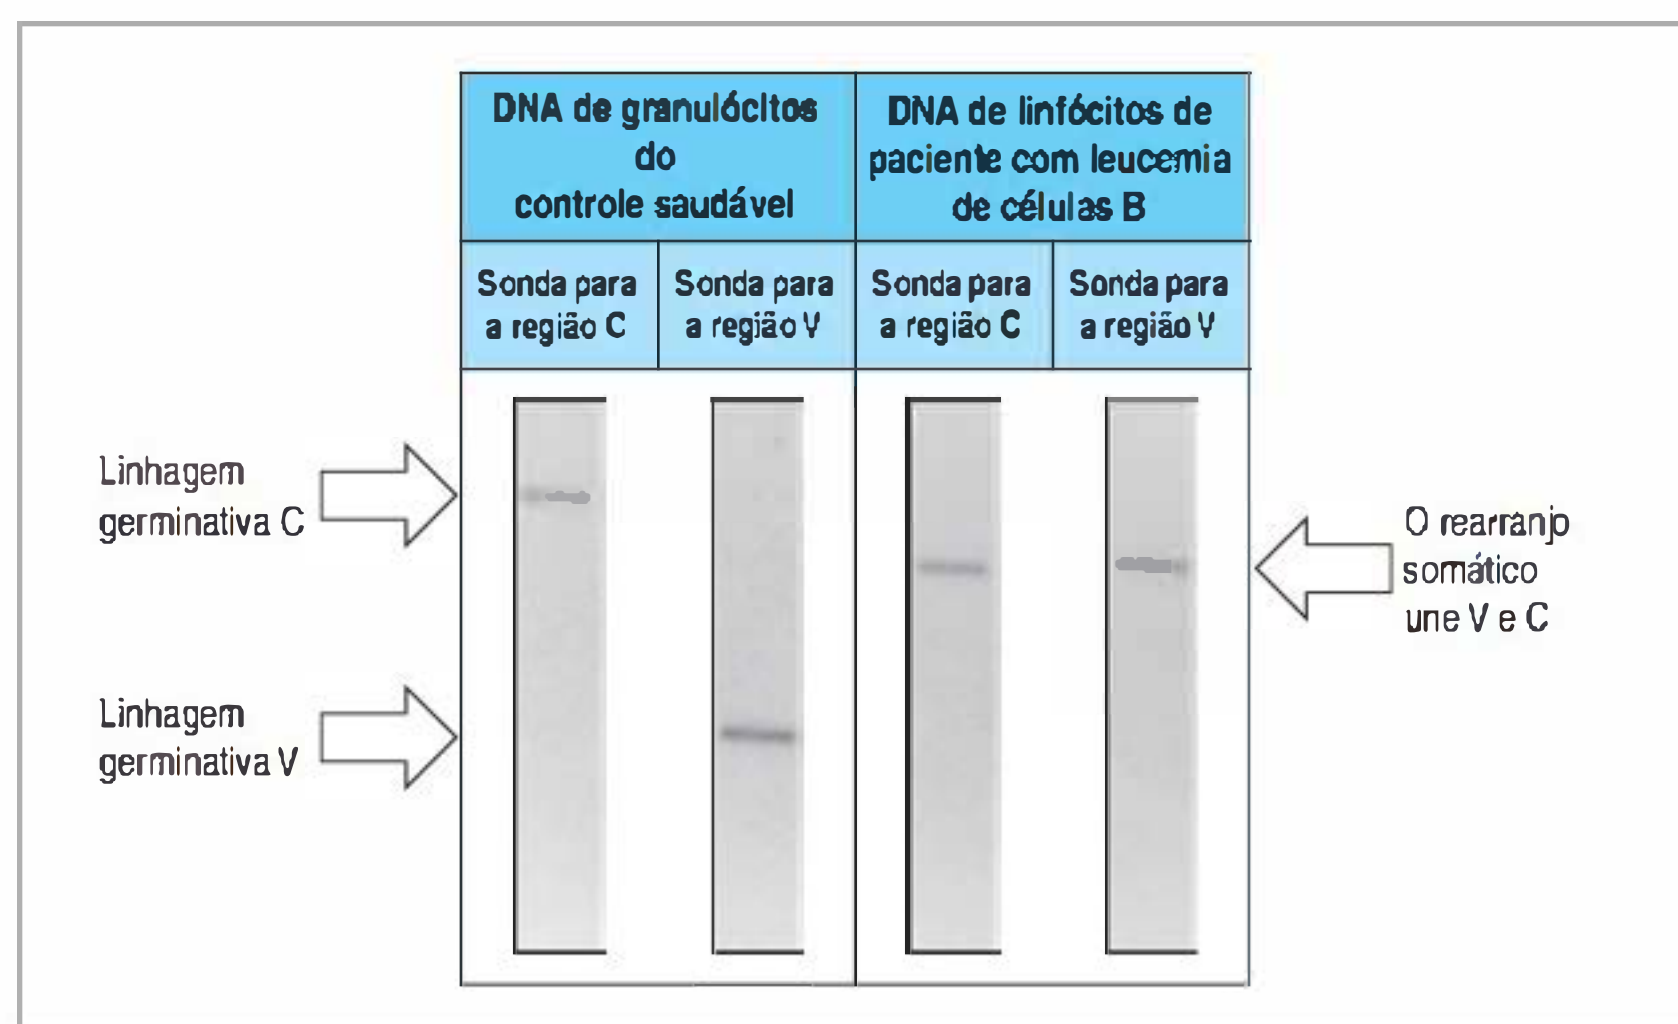 DNA de granulócitos
do
controle saudável
DNA de linfócitos de
paciente com leucemia
de células B
Sonda para
a região C
Sonda para
a região V
Sonda para
a região C
Sonda para
a região V
Linhagem
germinativa C
Linhagem
germinativa V
O rearranjo
somático
une V e C